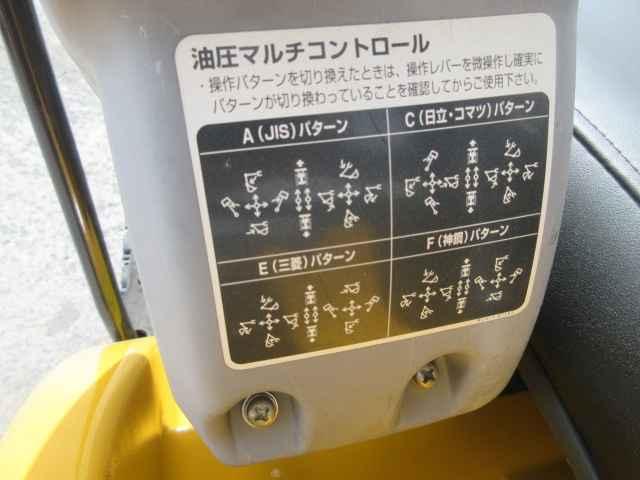 油圧マルチコントロール
・操作パターンを切り換えたときは、操作レバーを微操作し確実に
パターンが切り換わっていることを確認してからご使用下さい。
A(JIS)パターン
C(日立・コマツ)パターン
E(三菱)パターン
F(神鋼)パターン